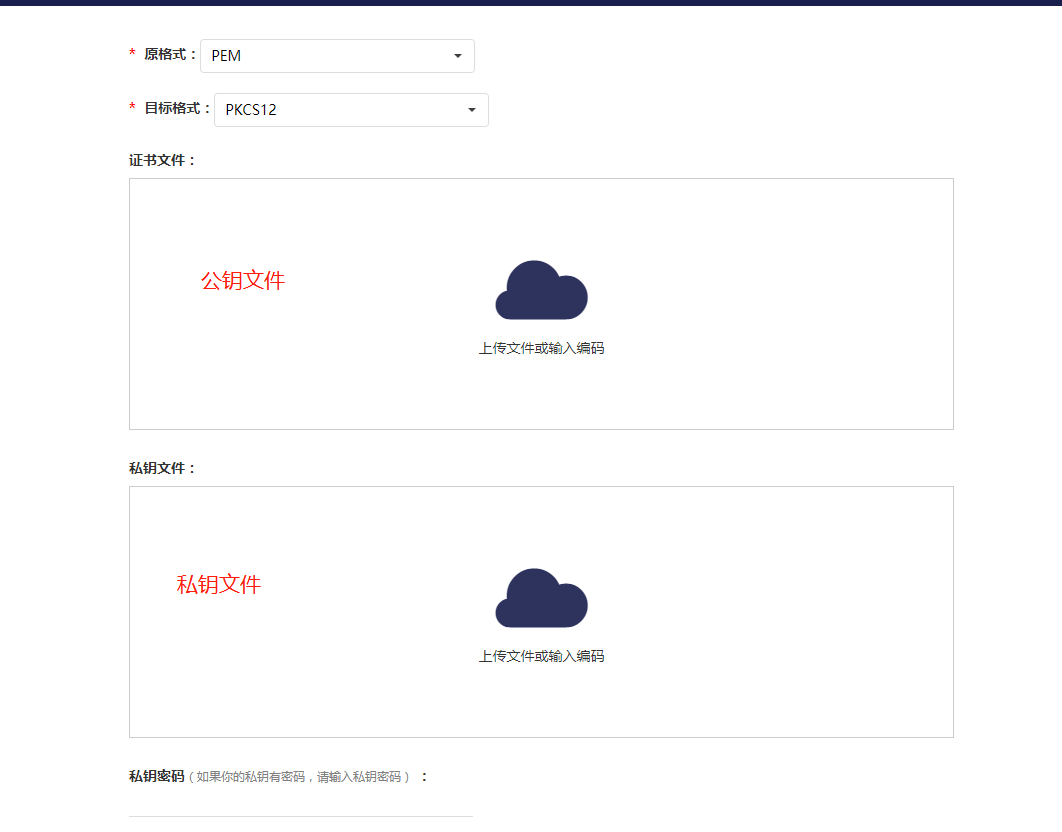 * 原格式：PEM
* 目标格式：PKCS12
证书文件：
公钥文件
上传文件或输入编码
私钥文件：
私钥文件
上传文件或输入编码
私钥密码（如果你的私钥有密码，请输入私钥密码）：